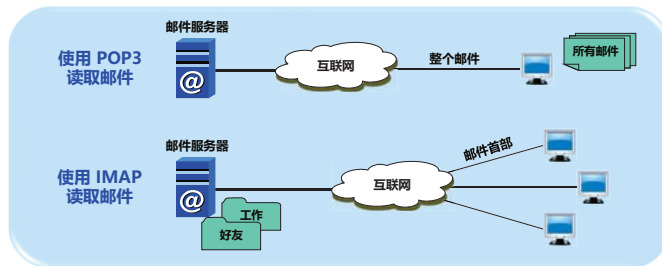 邮件服务器
使用 POP3
读取邮件
@
互联网
整个邮件
所有邮件
邮件服务器
使用 IMAP
读取邮件
@
工作
好友
互联网
邮件首部